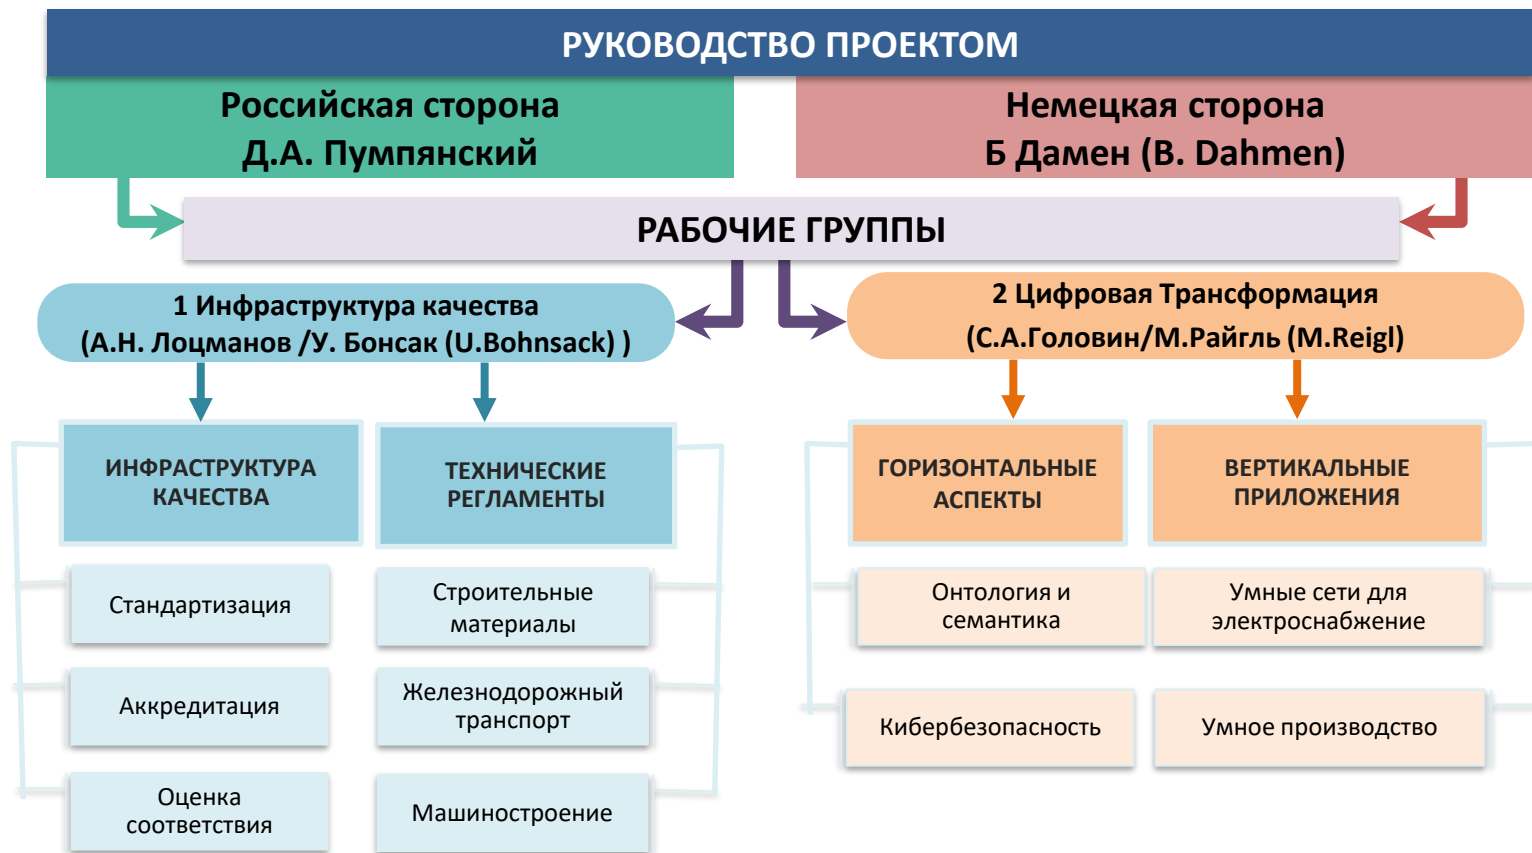 РУКОВОДСТВО ПРОЕКТОМ
Российская сторона
Д.А. Пумпянский
Немецкая сторона
Б Дамен (B. Dahmen)
РАБОЧИЕ ГРУППЫ
1 Инфраструктура качества
(А.Н. Лоцманов /У. Бонсак (U.Bohnsack) )
2 Цифровая Трансформация
(С.А.Головин/М.Райгль (M.Reigl)
ИНФРАСТРУКТУРА
КАЧЕСТВА
Стандартизация
Аккредитация
Оценка
соответствия
ТЕХНИЧЕСКИЕ
РЕГЛАМЕНТЫ
Строительные
материалы
Железнодорожный
транспорт
Машиностроение
ГОРИЗОНТАЛЬНЫЕ
АСПЕКТЫ
Онтология и
семантика
Кибербезопасность
ВЕРТИКАЛЬНЫЕ
ПРИЛОЖЕНИЯ
Умные сети для
электроснабжение
Умное производство